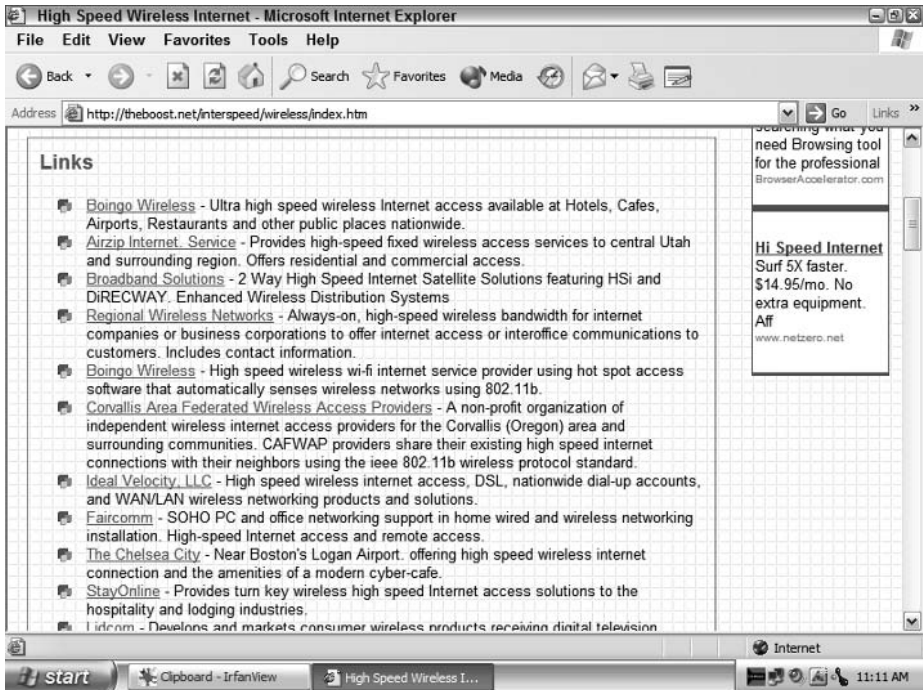 High Speed Wireless Internet - Microsoft Internet Explorer
File Edit View Favorites Tools Help
Back Search Favorites Media
Address http://theboost.net/interspeed/wireless/index.htm Go Links »
Links
Boingo Wireless - Ultra high speed wireless Internet access available at Hotels, Cafes,
Airports, Restaurants and other public places nationwide.
Airzip Internet. Service - Provides high-speed fixed wireless access services to central Utah
and surrounding region. Offers residential and commercial access.
Broadband Solutions - 2 Way High Speed Internet Satellite Solutions featuring HSi and
DiRECWAY. Enhanced Wireless Distribution Systems
Regional Wireless Networks - Always-on, high-speed wireless bandwidth for internet
companies or business corporations to offer internet access or interoffice communications to
customers. Includes contact information.
Boingo Wireless - High speed wireless wi-fi internet service provider using hot spot access
software that automatically senses wireless networks using 802.11b.
Corvallis Area Federated Wireless Access Providers - A non-profit organization of
independent wireless internet access providers for the Corvallis (Oregon) area and
surrounding communities. CAFWAP providers share their existing high speed internet
connections with their neighbors using the ieee 802.11b wireless protocol standard.
Ideal Velocity, LLC - High speed wireless internet access, DSL, nationwide dial-up accounts,
and WAN/LAN wireless networking products and solutions.
Faircomm - SOHO PC and office networking support in home wired and wireless networking
installation. High-speed Internet access and remote access.
The Chelsea City - Near Boston's Logan Airport. offering high speed wireless internet
connection and the amenities of a modern cyber-cafe.
StayOnline - Provides turn key wireless high speed Internet access solutions to the
hospitality and lodging industries.
Lidcom - Develops and markets consumer wireless products receiving digital television
searching what you
need Browsing tool
for the professional
BrowserAccelerator.com
Hi Speed Internet
Surf 5X faster.
$14.95/mo. No
extra equipment.
Aff
www.netzero.net
Internet
start Clipboard - IrfanView High Speed Wireless I... 11:11 AM